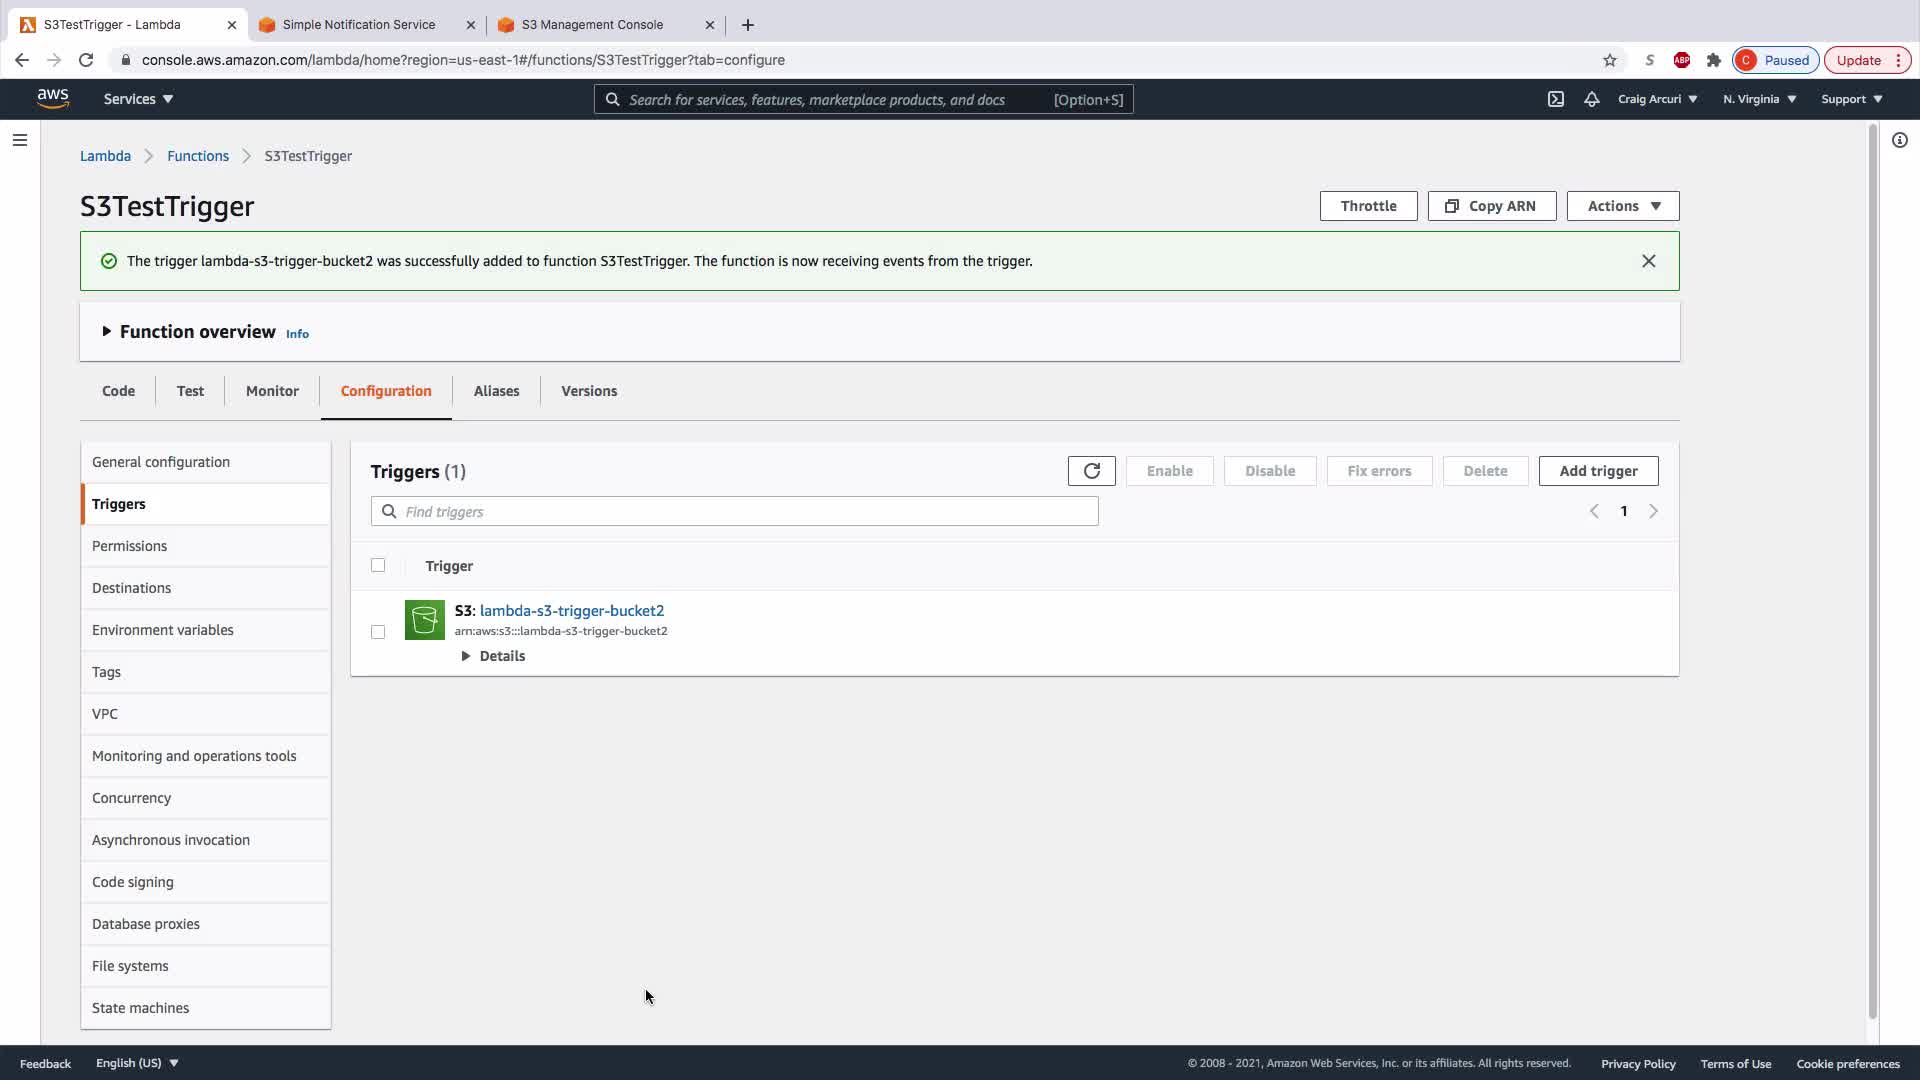 S3TestTrigger - Lambda
Simple Notification Service
S3 Management Console
console.aws.amazon.com/lambda/home?region=us-east-1#/functions/S3TestTrigger?tab=configure
S
ABP
C Paused
Update
aws
Services
Search for services, features, marketplace products, and docs [Option+S]
Craig Arcuri
N. Virginia
Support
Lambda
Functions
S3TestTrigger
S3TestTrigger
Throttle
Copy ARN
Actions
The trigger lambda-s3-trigger-bucket2 was successfully added to function S3TestTrigger. The function is now receiving events from the trigger.
Function overview Info
Code
Test
Monitor
Configuration
Aliases
Versions
General configuration
Triggers
Permissions
Destinations
Environment variables
Tags
VPC
Monitoring and operations tools
Concurrency
Asynchronous invocation
Code signing
Database proxies
File systems
State machines
Triggers (1)
Enable
Disable
Fix errors
Delete
Add trigger
Find triggers
1
Trigger
S3: lambda-s3-trigger-bucket2
arn:aws:s3:::lambda-s3-trigger-bucket2
Details
Feedback
English (US)
© 2008 - 2021, Amazon Web Services, Inc. or its affiliates. All rights reserved.
Privacy Policy
Terms of Use
Cookie preferences